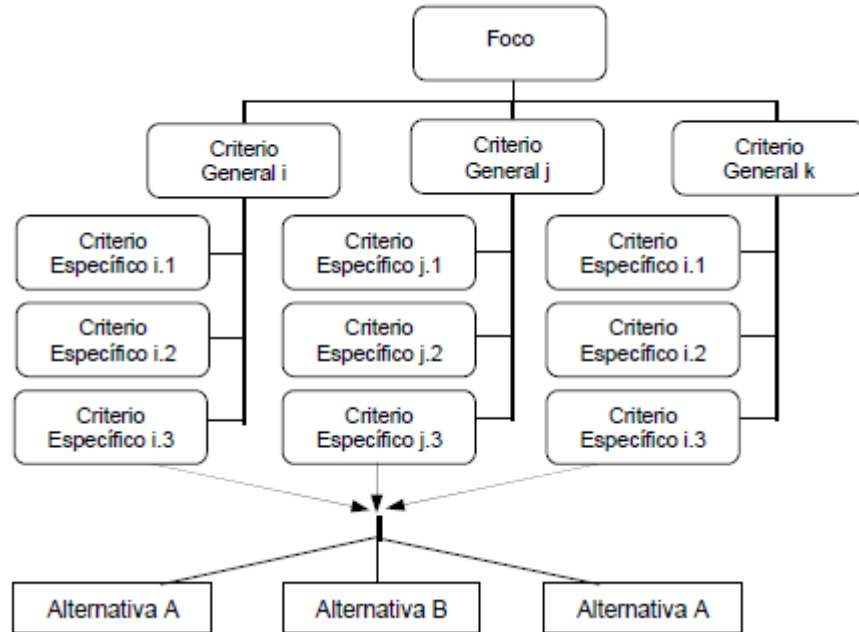 Foco
Criterio
General i
Criterio
General j
Criterio
General k
Criterio
Específico i.1
Criterio
Específico j.1
Criterio
Específico i.1
Criterio
Específico i.2
Criterio
Específico j.2
Criterio
Específico i.2
Criterio
Específico i.3
Criterio
Específico j.3
Criterio
Específico i.3
Alternativa A
Alternativa B
Alternativa A